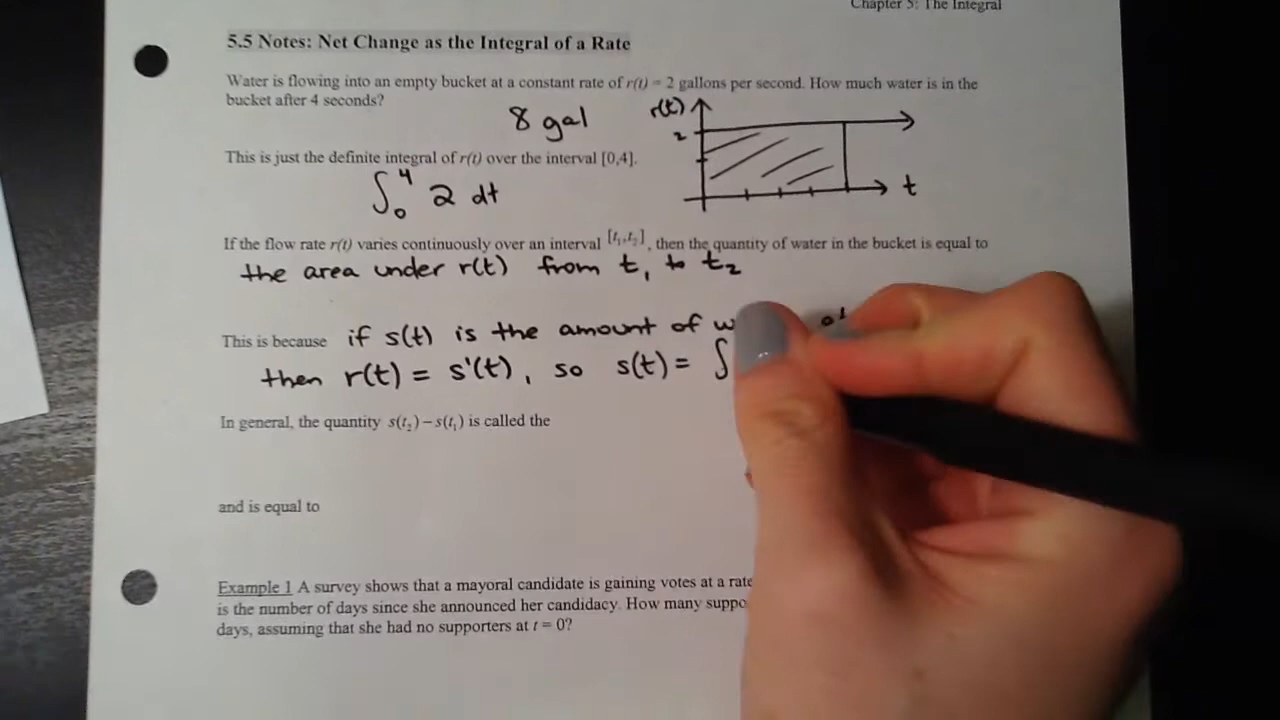 Chapter 5: The Integral
5.5 Notes: Net Change as the Integral of a Rate
Water is flowing into an empty bucket at a constant rate of r(t) = 2 gallons per second. How much water is in the
bucket after 4 seconds?
8 gal
r(t)
2
t
This is just the definite integral of r(t) over the interval [0,4].
∫₀⁴ 2 dt
If the flow rate r(t) varies continuously over an interval [t₁,t₂], then the quantity of water in the bucket is equal to
the area under r(t) from t₁ to t₂
This is because if s(t) is the amount of
then r(t) = s'(t), so s(t) = ∫
In general, the quantity s(t₂)−s(t₁) is called the
and is equal to
Example 1 A survey shows that a mayoral candidate is gaining votes at a rate
is the number of days since she announced her candidacy. How many suppo
days, assuming that she had no supporters at t = 0?